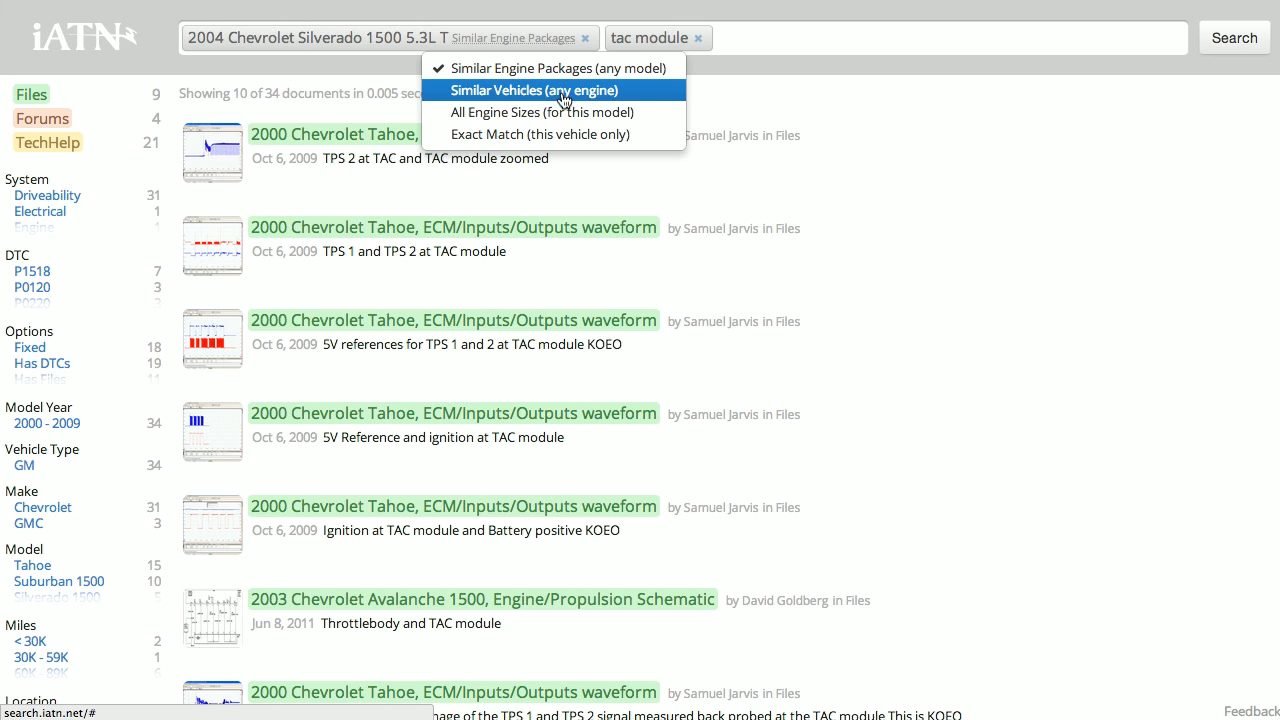 iATN
2004 Chevrolet Silverado 1500 5.3L T Similar Engine Packages ×
tac module ×
Search
✔ Similar Engine Packages (any model)
Similar Vehicles (any engine)
All Engine Sizes (for this model)
Exact Match (this vehicle only)
Files 9
Forums 4
TechHelp 21
System
Driveability 31
Electrical 1
Engine 1
DTC
P1518 7
P0120 3
P0220 3
Options
Fixed 18
Has DTCs 19
Has Files 11
Model Year
2000 - 2009 34
Vehicle Type
GM 34
Make
Chevrolet 31
GMC 3
Model
Tahoe 15
Suburban 1500 10
Silverado 1500 5
Miles
< 30K 2
30K - 59K 1
60K - 89K 6
Location
Showing 10 of 34 documents in 0.005 sec
2000 Chevrolet Tahoe, Samuel Jarvis in Files
Oct 6, 2009 TPS 2 at TAC and TAC module zoomed
2000 Chevrolet Tahoe, ECM/Inputs/Outputs waveform by Samuel Jarvis in Files
Oct 6, 2009 TPS 1 and TPS 2 at TAC module
2000 Chevrolet Tahoe, ECM/Inputs/Outputs waveform by Samuel Jarvis in Files
Oct 6, 2009 5V references for TPS 1 and 2 at TAC module KOEO
2000 Chevrolet Tahoe, ECM/Inputs/Outputs waveform by Samuel Jarvis in Files
Oct 6, 2009 5V Reference and ignition at TAC module
2000 Chevrolet Tahoe, ECM/Inputs/Outputs waveform by Samuel Jarvis in Files
Oct 6, 2009 Ignition at TAC module and Battery positive KOEO
2003 Chevrolet Avalanche 1500, Engine/Propulsion Schematic by David Goldberg in Files
Jun 8, 2011 Throttlebody and TAC module
2000 Chevrolet Tahoe, ECM/Inputs/Outputs waveform by Samuel Jarvis in Files
of the TPS 1 and TPS 2 signal measured back probed at the TAC module This is KOEO
search.iatn.net/#
Feedback